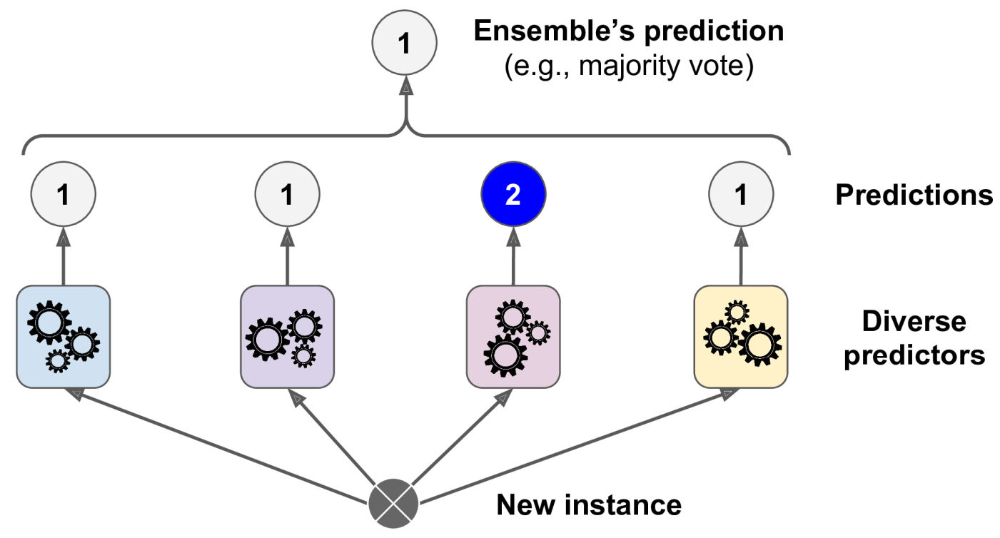 1
Ensemble’s prediction
(e.g., majority vote)
1 1 2 1 Predictions
Diverse
predictors
New instance